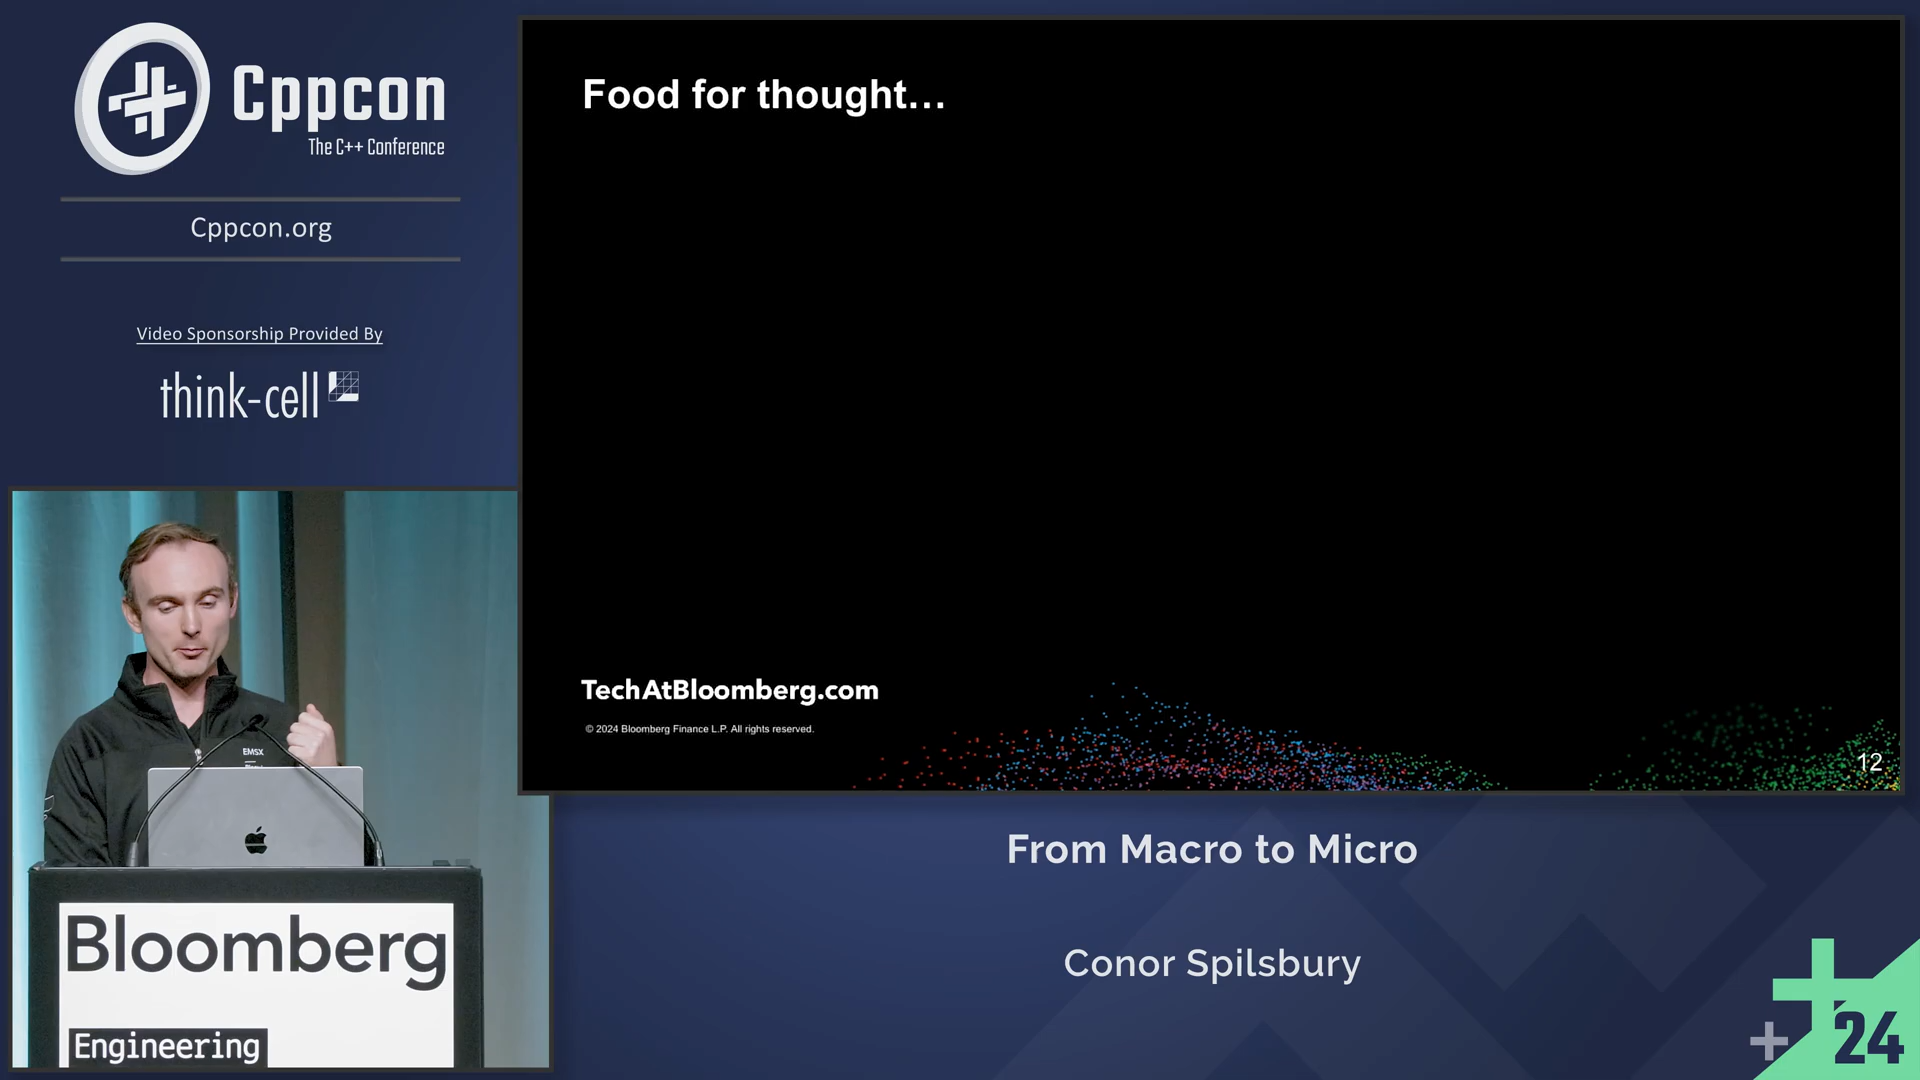 Cppcon
The C++ Conference
Cppcon.org
Video Sponsorship Provided By
think-cell
Food for thought…
TechAtBloomberg.com
© 2024 Bloomberg Finance L.P. All rights reserved.
12
EMSX
Bloomberg
Engineering
From Macro to Micro
Conor Spilsbury
24